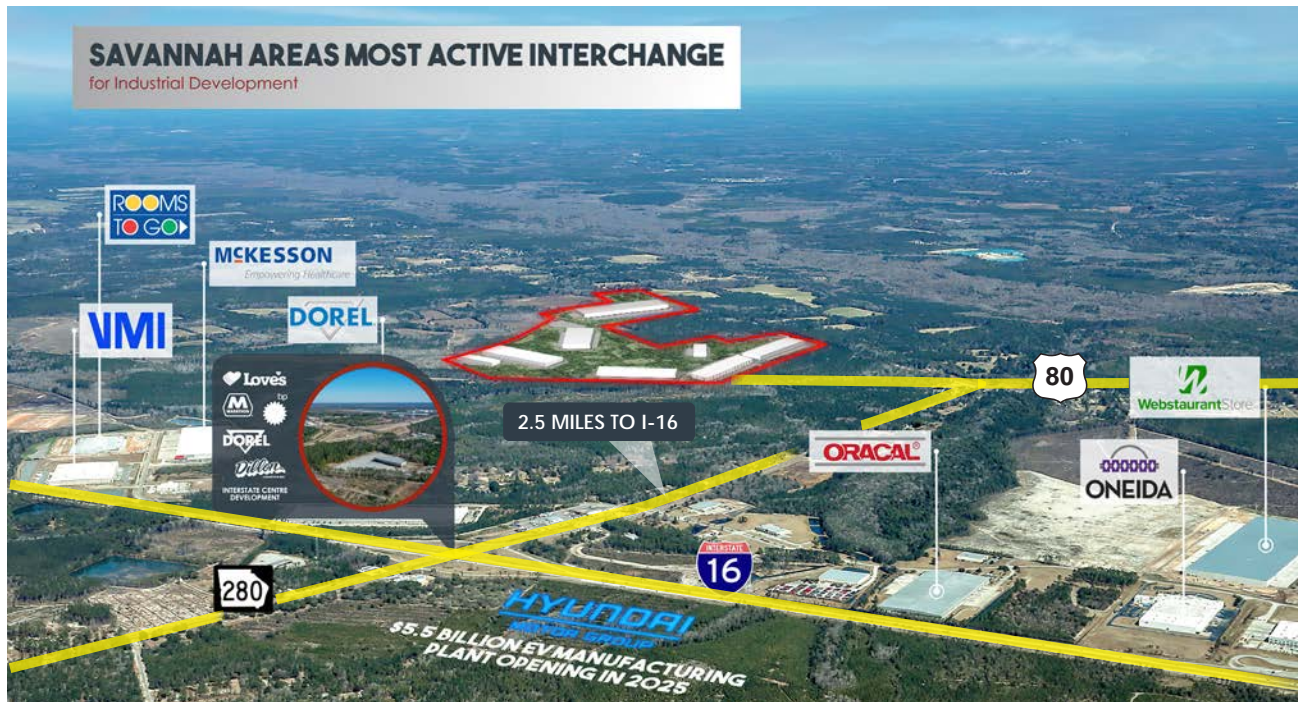 SAVANNAH AREAS MOST ACTIVE INTERCHANGE
for Industrial Development
ROOMS
TO GO
MCKESSON
Empowering Healthcare
VMI
DOREL
Love's
M
MARATHON
bp
DOREL
Dillon
INTERSTATE CENTRE
DEVELOPMENT
2.5 MILES TO I-16
80
WebstaurantStore
ORACAL®
ONEIDA
INTERSTATE
16
280
HYUNDAI
MOTOR GROUP
$5.5 BILLION EV MANUFACTURING
PLANT OPENING IN 2025